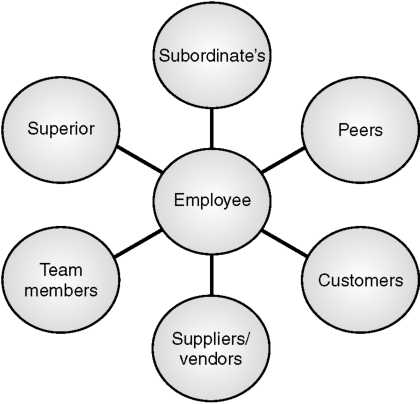 Subordinate's
Superior
Peers
Employee
Team
members
Customers
Suppliers/
vendors